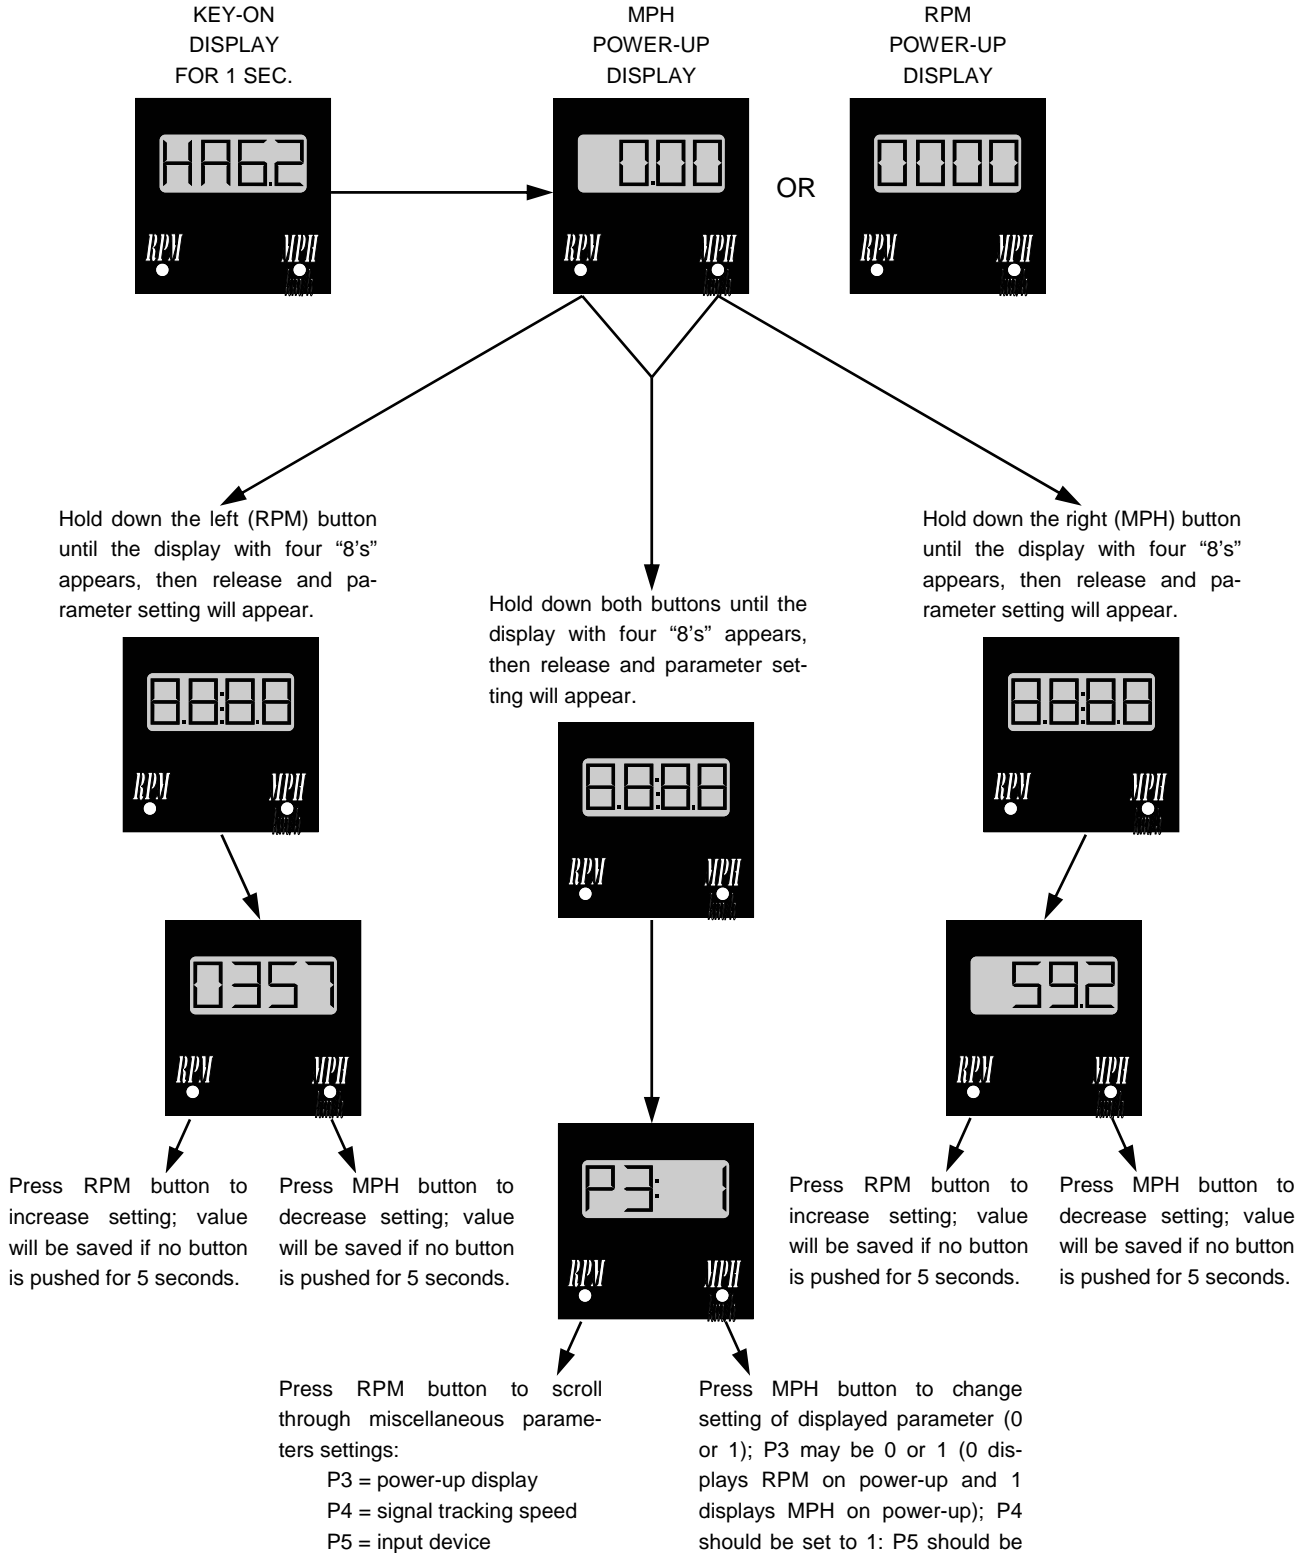 KEY-ON
DISPLAY
FOR 1 SEC.
MPH
POWER-UP
DISPLAY
RPM
POWER-UP
DISPLAY
HA6.2
RPM
MPH
0.00
RPM
MPH
OR
0000
RPM
MPH
Hold down the left (RPM) button
until the display with four “8’s”
appears, then release and pa-
rameter setting will appear.
Hold down both buttons until the
display with four “8’s” appears,
then release and parameter set-
ting will appear.
Hold down the right (MPH) button
until the display with four “8’s”
appears, then release and pa-
rameter setting will appear.
8.8:8.8
RPM
MPH
8.8:8.8
RPM
MPH
8.8:8.8
RPM
MPH
0357
RPM
MPH
59.2
RPM
MPH
Press RPM button to
increase setting; value
will be saved if no button
is pushed for 5 seconds.
Press MPH button to
decrease setting; value
will be saved if no button
is pushed for 5 seconds.
P3: 1
RPM
MPH
Press RPM button to
increase setting; value
will be saved if no button
is pushed for 5 seconds.
Press MPH button to
decrease setting; value
will be saved if no button
is pushed for 5 seconds.
Press RPM button to scroll
through miscellaneous parame-
ters settings:
P3 = power-up display
P4 = signal tracking speed
P5 = input device
Press MPH button to change
setting of displayed parameter (0
or 1); P3 may be 0 or 1 (0 dis-
plays RPM on power-up and 1
displays MPH on power-up); P4
should be set to 1: P5 should be